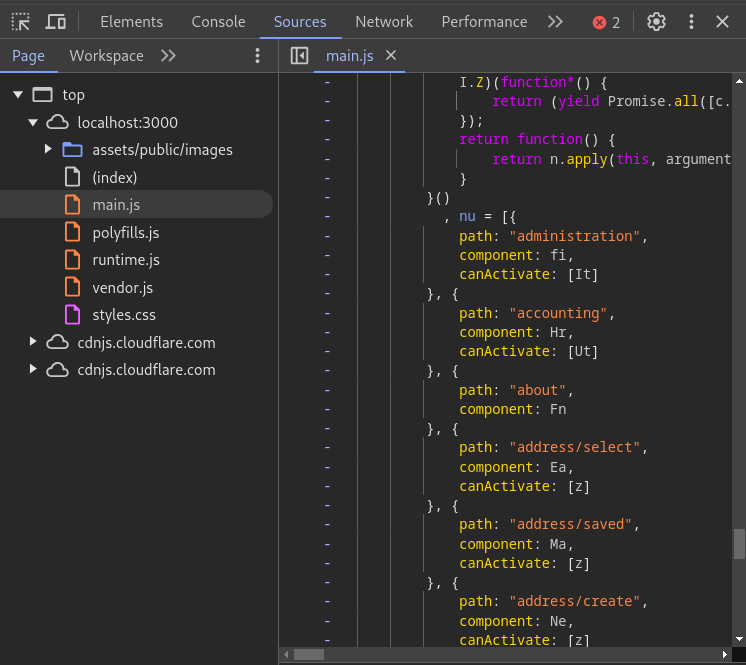 Elements Console Sources Network Performance 2
Page Workspace main.js
top
localhost:3000
assets/public/images
(index)
main.js
polyfills.js
runtime.js
vendor.js
styles.css
cdnjs.cloudflare.com
cdnjs.cloudflare.com
- I.Z)(function*() {
- return (yield Promise.all([c.
- });
- return function() {
- return n.apply(this, argument
- }
- }()
- , nu = [{
- path: "administration",
- component: fi,
- canActivate: [It]
- }, {
- path: "accounting",
- component: Hr,
- canActivate: [Ut]
- }, {
- path: "about",
- component: Fn
- }, {
- path: "address/select",
- component: Ea,
- canActivate: [z]
- }, {
- path: "address/saved",
- component: Ma,
- canActivate: [z]
- }, {
- path: "address/create",
- component: Ne,
- canActivate: [z]